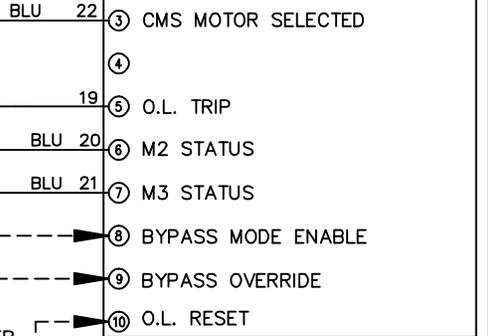 BLU 22 3 CMS MOTOR SELECTED
4
19 5 O.L. TRIP
BLU 20 6 M2 STATUS
BLU 21 7 M3 STATUS
8 BYPASS MODE ENABLE
9 BYPASS OVERRIDE
10 O.L. RESET